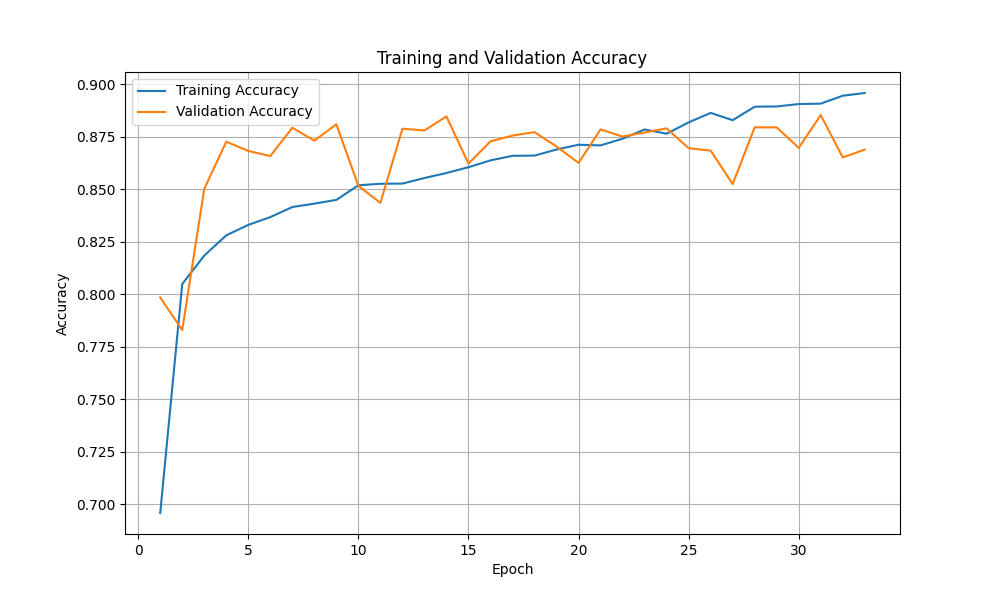 Training and Validation Accuracy
Training Accuracy
Validation Accuracy
0.900
0.875
0.850
0.825
0.800
0.775
0.750
0.725
0.700
Accuracy
0 5 10 15 20 25 30
Epoch